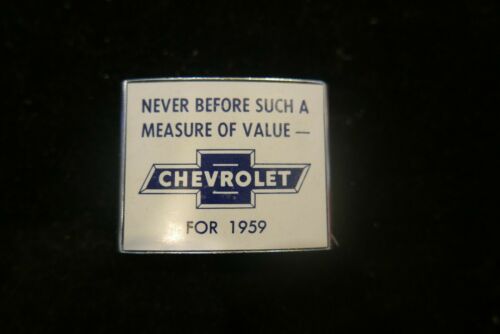 NEVER BEFORE SUCH A
MEASURE OF VALUE —
CHEVROLET
FOR 1959